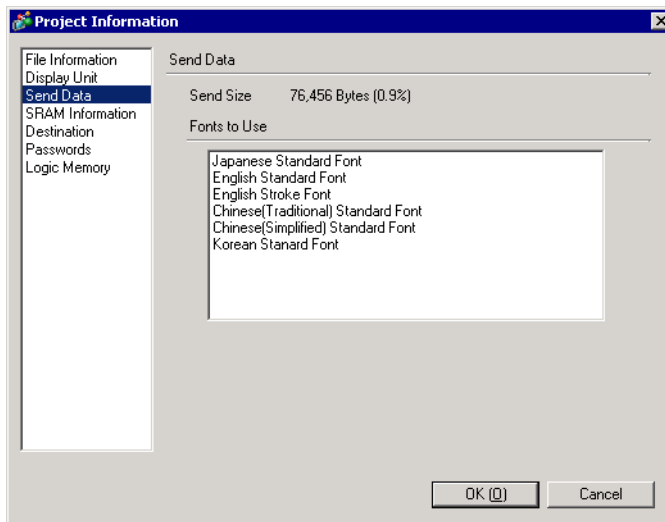 Project Information
File Information
Display Unit
Send Data
SRAM Information
Destination
Passwords
Logic Memory
Send Data
Send Size 76,456 Bytes (0.9%)
Fonts to Use
Japanese Standard Font
English Standard Font
English Stroke Font
Chinese(Traditional) Standard Font
Chinese(Simplified) Standard Font
Korean Stanard Font
OK (O) Cancel